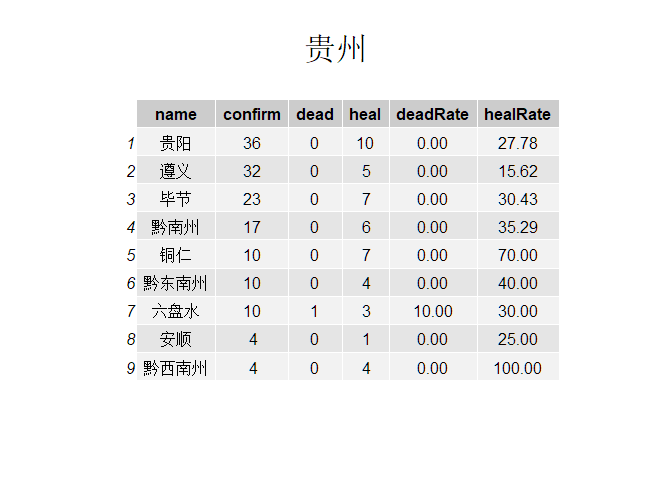 贵州
name confirm dead heal deadRate healRate
1 贵阳 36 0 10 0.00 27.78
2 遵义 32 0 5 0.00 15.62
3 毕节 23 0 7 0.00 30.43
4 黔南州 17 0 6 0.00 35.29
5 铜仁 10 0 7 0.00 70.00
6 黔东南州 10 0 4 0.00 40.00
7 六盘水 10 1 3 10.00 30.00
8 安顺 4 0 1 0.00 25.00
9 黔西南州 4 0 4 0.00 100.00